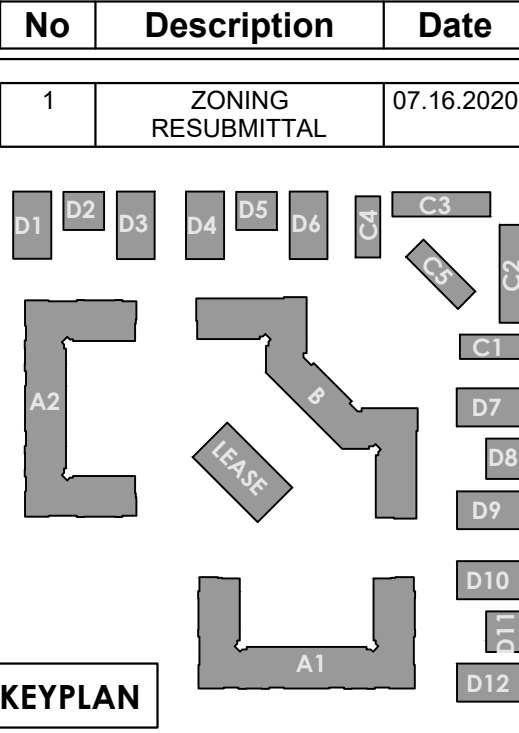 No Description Date
1 ZONING RESUBMITTAL 07.16.2020
D1 D2 D3 D4 D5 D6 C4 C3
C5 C2
C1
A2 B D7
LEASE D8
D9
D10
D11
A1
D12
KEYPLAN